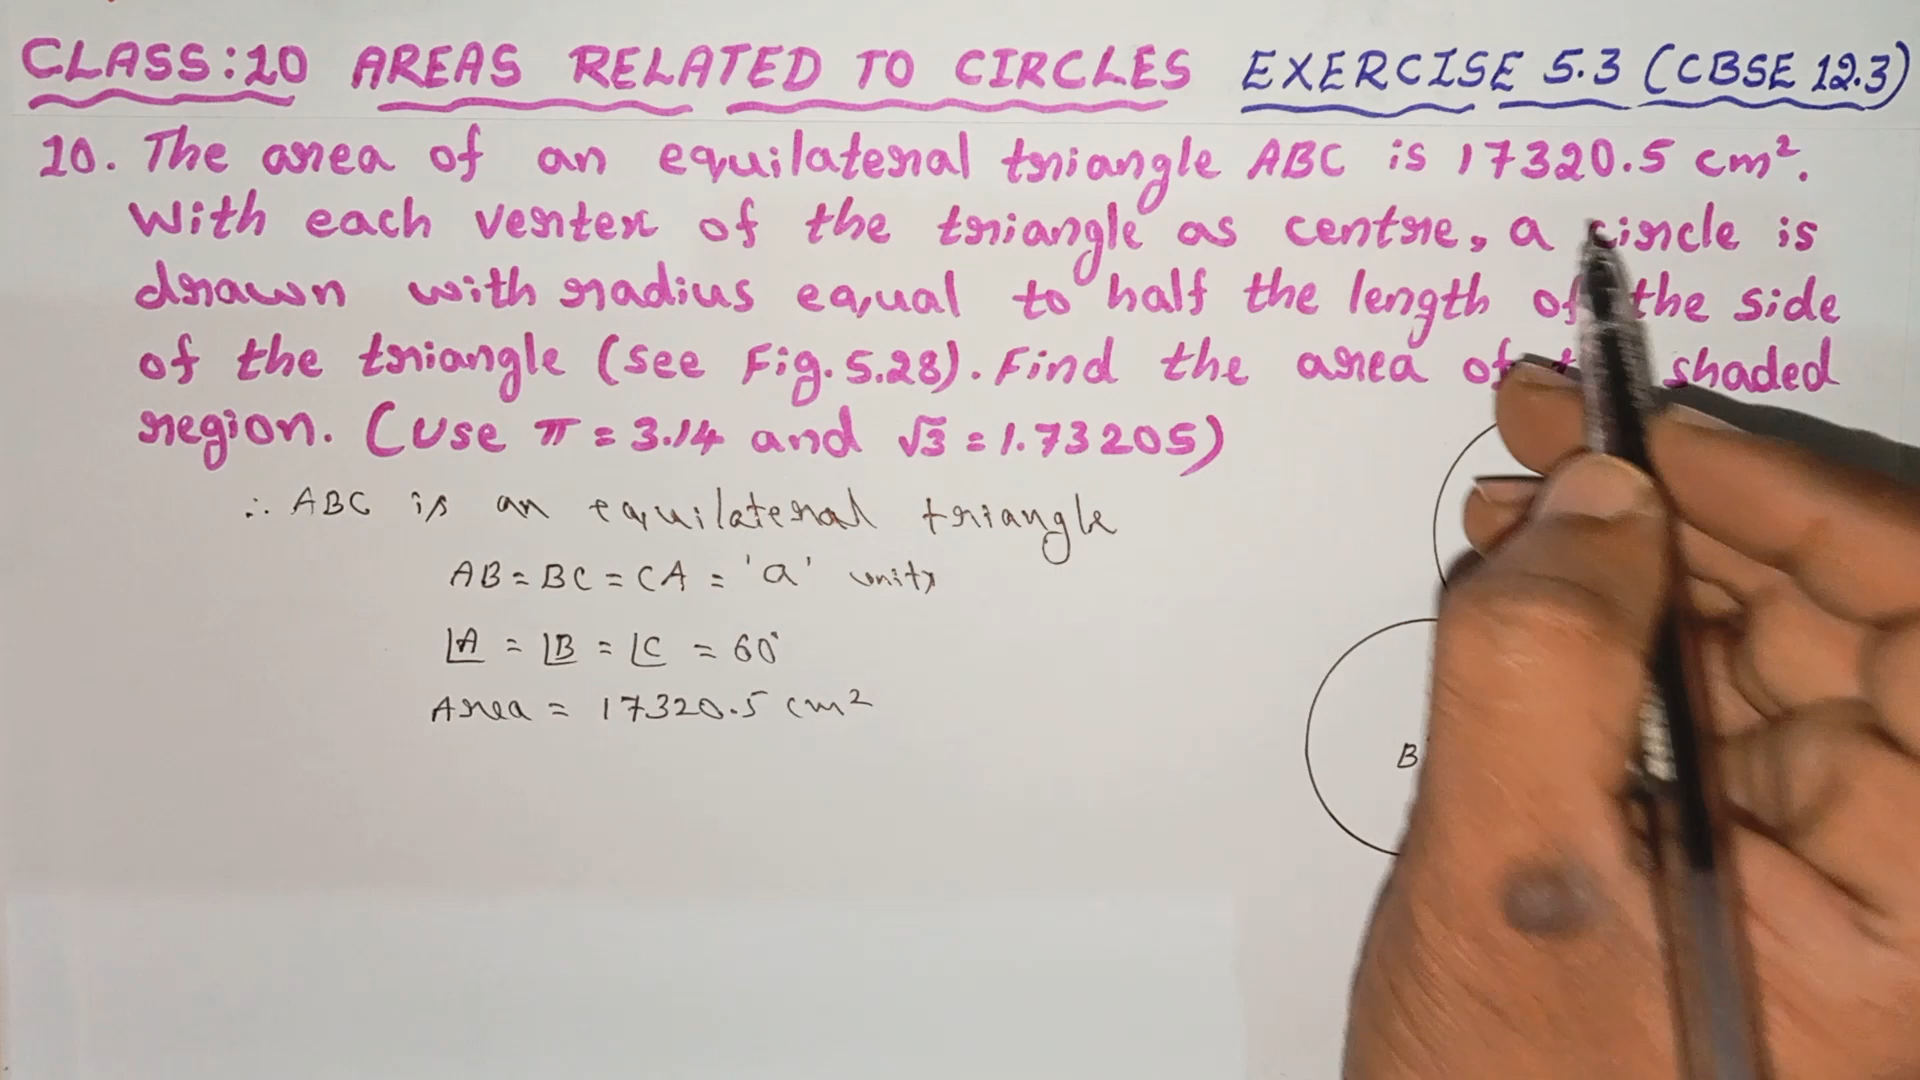 CLASS:10 AREAS RELATED TO CIRCLES EXERCISE 5.3 (CBSE 12.3)
10. The area of an equilateral triangle ABC is 17320.5 cm².
With each vertex of the triangle as centre, a circle is
drawn with radius equal to half the length of the side
of the triangle (see Fig. 5.28). Find the area of shaded
region. (Use π = 3.14 and √3 = 1.73205)
∴ ABC is an equilateral triangle
AB = BC = CA = 'a' units
∠A = ∠B = ∠C = 60°
Area = 17320.5 cm²
B